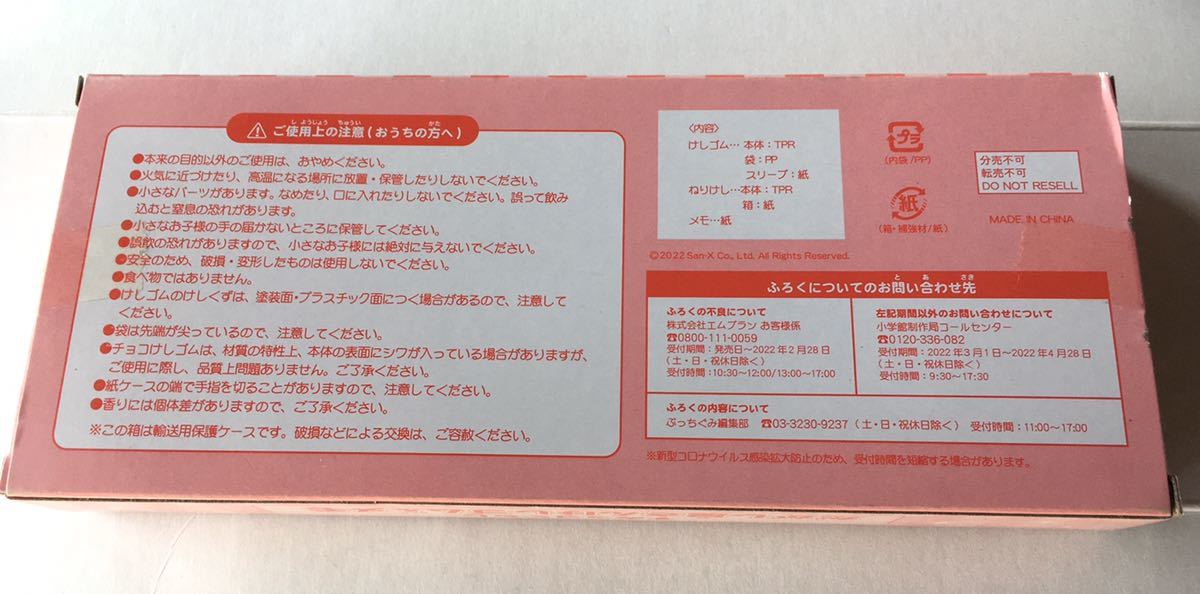 ご使用上の注意(おうちの方へ)
し ようじょう ちゅうい かた
●本来の目的以外のご使用は、おやめください。
●火気に近づけたり、高温になる場所に放置・保管したりしないでください。
●小さなパーツがあります。なめたり、口に入れたりしないでください。誤って飲み
込むと窒息の恐れがあります。
●小さなお子様の手の届かないところに保管してください。
●誤飲の恐れがありますので、小さなお子様には絶対に与えないでください。
●安全のため、破損・変形したものは使用しないでください。
●食べ物ではありません。
●けしゴムのけしくずは、塗装面・プラスチック面につく場合があるので、注意して
ください。
●袋は先端が尖っているので、注意してください。
●チョコけしゴムは、材質の特性上、本体の表面にシワが入っている場合がありますが、
ご使用に際し、品質上問題ありません。ご了承ください。
●紙ケースの端で手指を切ることがありますので、注意してください。
●香りには個体差がありますので、ご了承ください。
※この箱は輸送用保護ケースです。破損などによる交換は、ご容赦ください。
〈内容〉
けしゴム…本体:TPR
袋:PP
スリーブ:紙
ねりけし…本体:TPR
箱:紙
メモ…紙
プラ
(内袋/PP)
紙
(箱・補強材/紙)
分売不可
転売不可
DO NOT RESELL
MADE IN CHINA
©2022 San-X Co., Ltd. All Rights Reserved.
と あ さき
ふろくについてのお問い合わせ先
ふろくの不良について
株式会社エムプラン お客様係
☎0800-111-0059
受付期間:発売日〜2022年2月28日
(土・日・祝休日除く)
受付時間:10:30〜12:00/13:00〜17:00
左記期間以外のお問い合わせについて
小学館制作局コールセンター
☎0120-336-082
受付期間:2022年3月1日〜2022年4月28日
(土・日・祝休日除く)
受付時間:9:30〜17:30
ふろくの内容について
ぷっちぐみ編集部 ☎03-3230-9237(土・日・祝休日除く) 受付時間:11:00〜17:00
※新型コロナウイルス感染拡大防止のため、受付時間を短縮する場合があります。